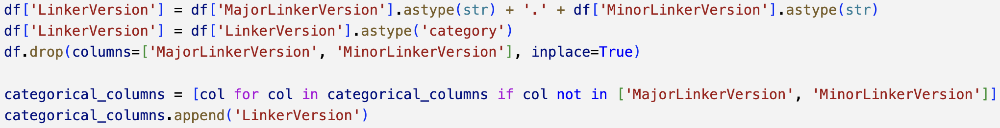 df['LinkerVersion'] = df['MajorLinkerVersion'].astype(str) + '.' + df['MinorLinkerVersion'].astype(str)
df['LinkerVersion'] = df['LinkerVersion'].astype('category')
df.drop(columns=['MajorLinkerVersion', 'MinorLinkerVersion'], inplace=True)
categorical_columns = [col for col in categorical_columns if col not in ['MajorLinkerVersion', 'MinorLinkerVersion']]
categorical_columns.append('LinkerVersion')